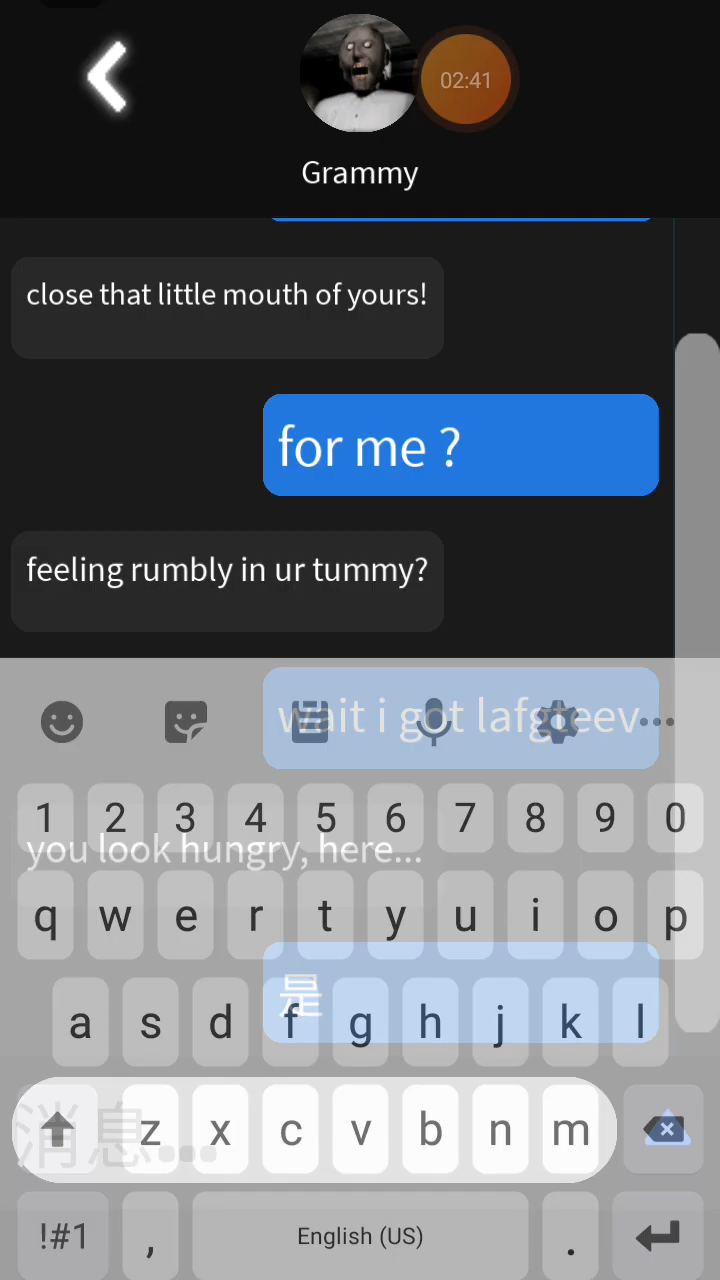 02:41
Grammy
close that little mouth of yours!
for me ?
feeling rumbly in ur tummy?
wait i got lafgteev
you look hungry, here...
是
消息...
1 2 3 4 5 6 7 8 9 0
q w e r t y u i o p
a s d f g h j k l
z x c v b n m
!#1 , English (US) .